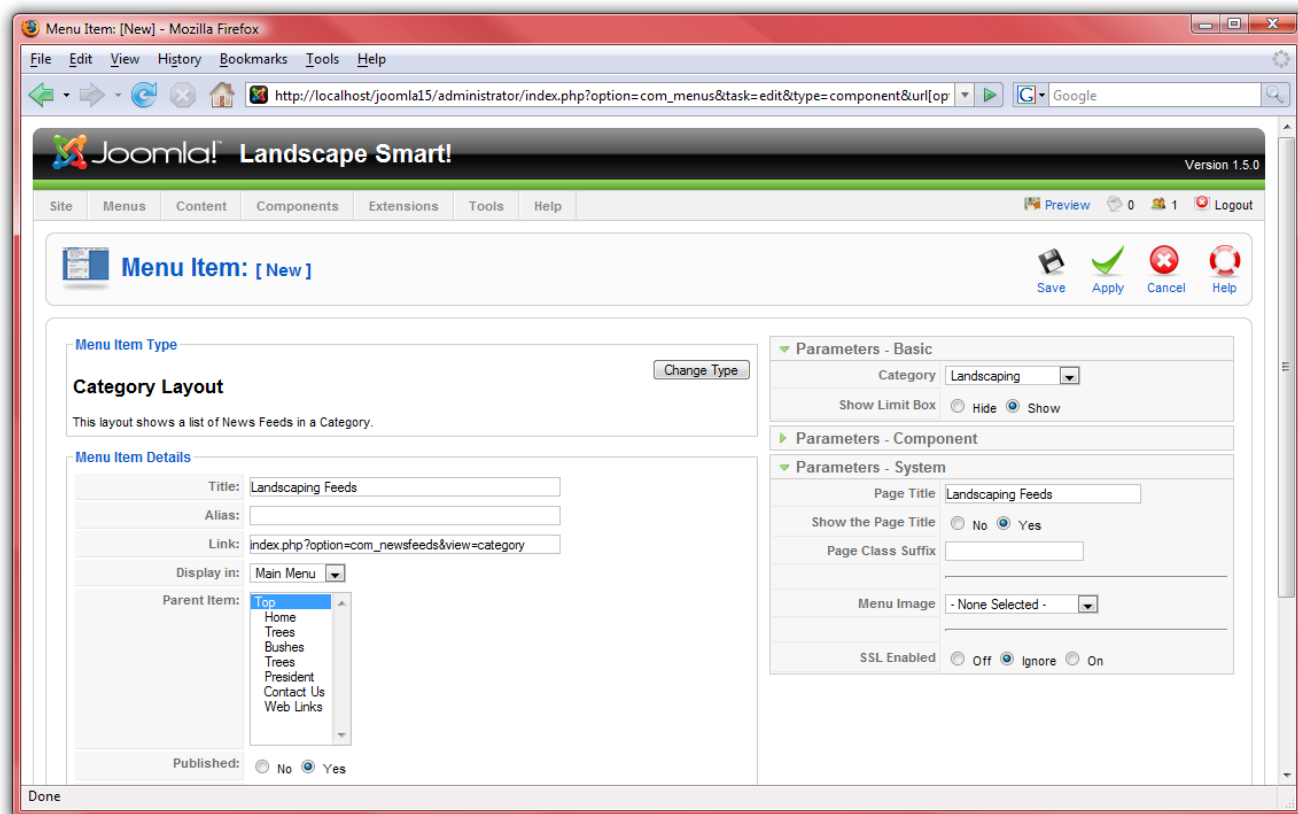 Menu Item: [New] - Mozilla Firefox
File Edit View History Bookmarks Tools Help
http://localhost/joomla15/administrator/index.php?option=com_menus&task=edit&type=component&url[op
G Google
Joomla! Landscape Smart!
Version 1.5.0
Site Menus Content Components Extensions Tools Help Preview 0 1 Logout
Menu Item: [ New ]
Save Apply Cancel Help
Menu Item Type
Change Type
Category Layout
This layout shows a list of News Feeds in a Category.
Menu Item Details
Title: Landscaping Feeds
Alias:
Link: index.php?option=com_newsfeeds&view=category
Display in: Main Menu
Parent Item: Top
Home
Trees
Bushes
Trees
President
Contact Us
Web Links
Published: No Yes
Parameters - Basic
Category Landscaping
Show Limit Box Hide Show
Parameters - Component
Parameters - System
Page Title Landscaping Feeds
Show the Page Title No Yes
Page Class Suffix
Menu Image - None Selected -
SSL Enabled Off Ignore On
Done